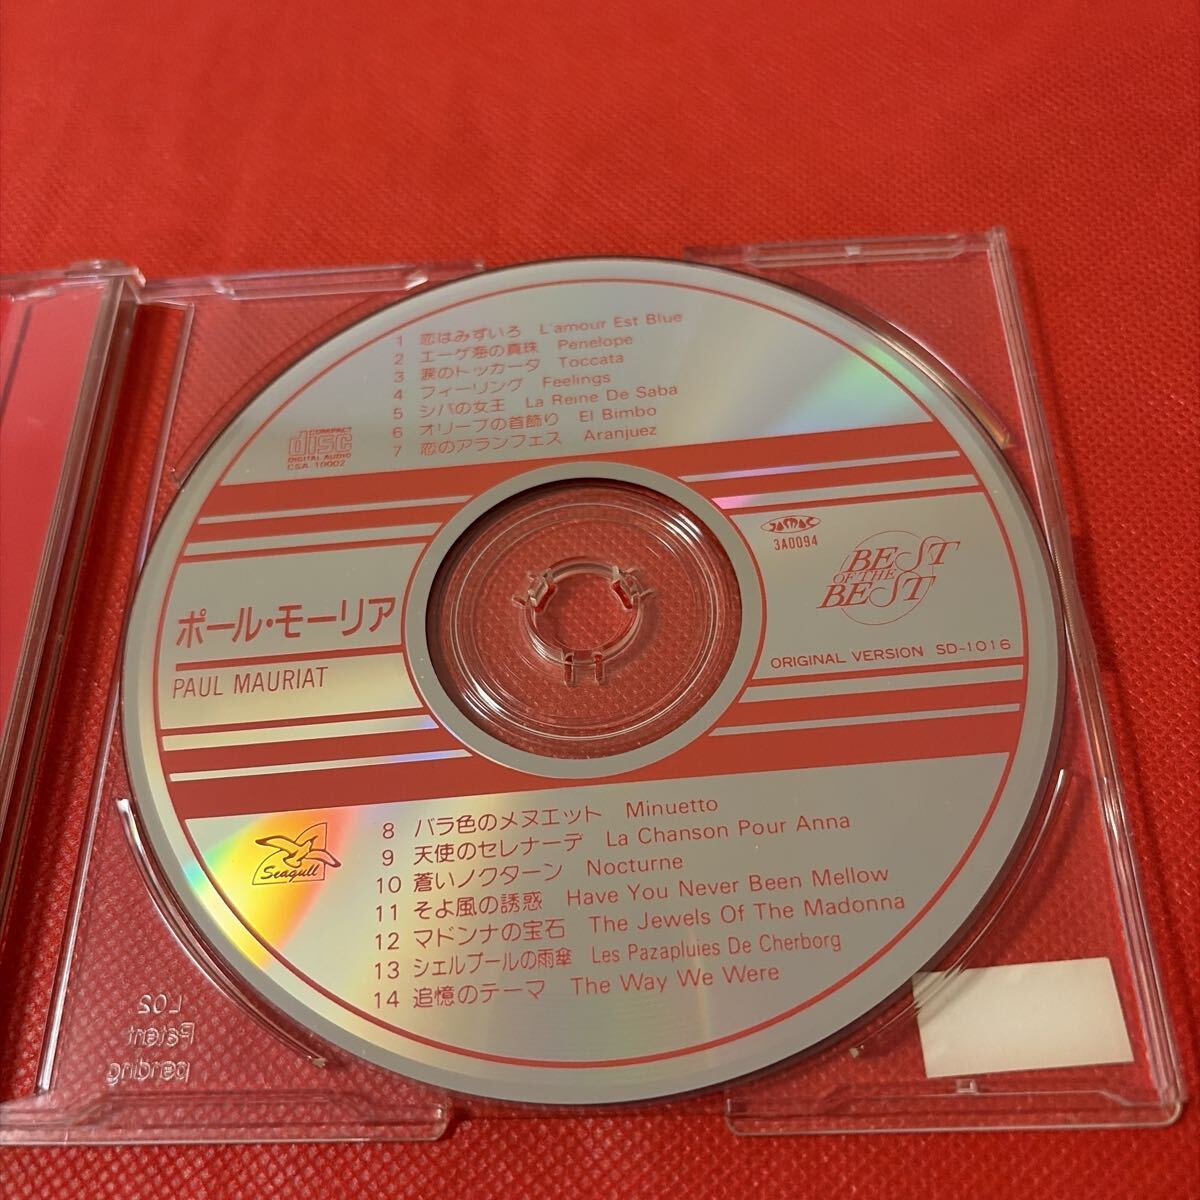 1 恋はみずいろ L'amour Est Blue
2 エーゲ海の真珠 Penelope
3 涙のトッカータ Toccata
4 フィーリング Feelings
5 シバの女王 La Reine De Saba
6 オリーブの首飾り El Bimbo
7 恋のアランフェス Aranjuez
COMPACT
disc
DIGITAL AUDIO
CSA-10002
JASRAC
3A0094
BEST
OF THE
BEST
ポール・モーリア
PAUL MAURIAT
ORIGINAL VERSION SD-1016
Seagull
8 バラ色のメヌエット Minuetto
9 天使のセレナーデ La Chanson Pour Anna
10 蒼いノクターン Nocturne
11 そよ風の誘惑 Have You Never Been Mellow
12 マドンナの宝石 The Jewels Of The Madonna
13 シェルブールの雨傘 Les Pazapluies De Cherborg
14 追憶のテーマ The Way We Were
L02
Patent
pending